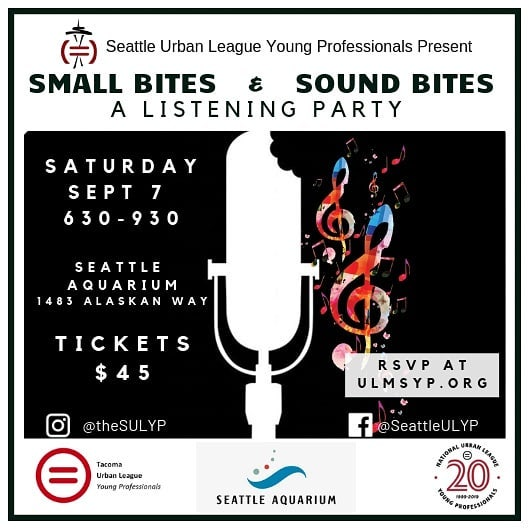 Seattle Urban League Young Professionals Present
SMALL BITES & SOUND BITES
A LISTENING PARTY
SATURDAY
SEPT 7
630-930
SEATTLE
AQUARIUM
1483 ALASKAN WAY
TICKETS
$45
RSVP AT
ULMSYP.ORG
@theSULYP
@SeattleULYP
Tacoma
Urban League
Young Professionals
SEATTLE AQUARIUM
NATIONAL URBAN LEAGUE
20
1999-2019
YOUNG PROFESSIONALS